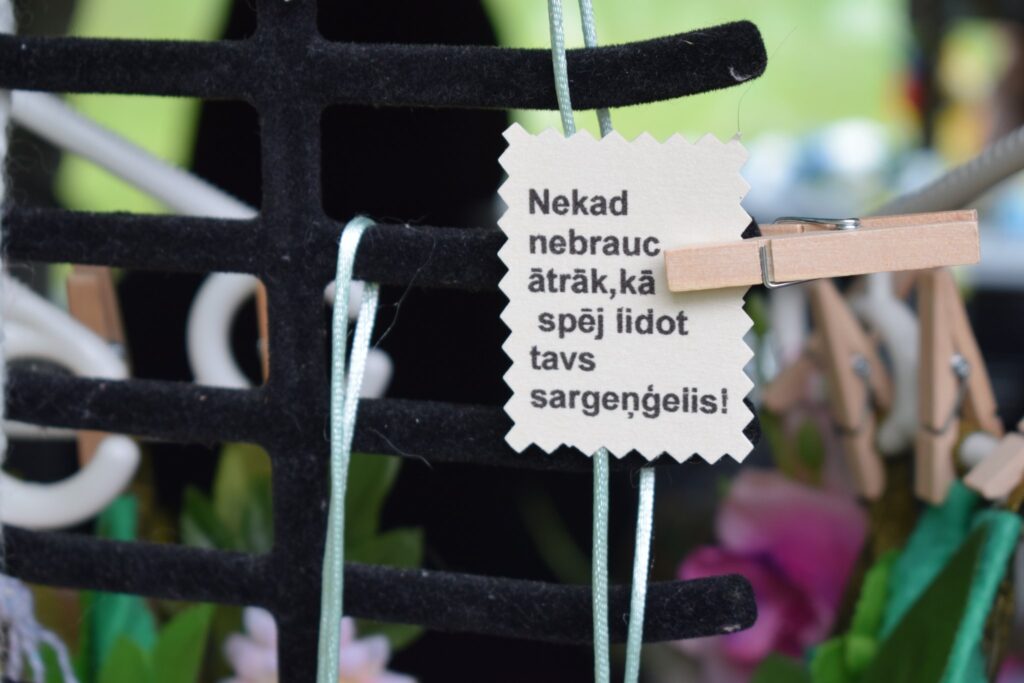 Nekad
nebrauc
ātrāk,kā
spēj lidot
tavs
sargeņģelis!